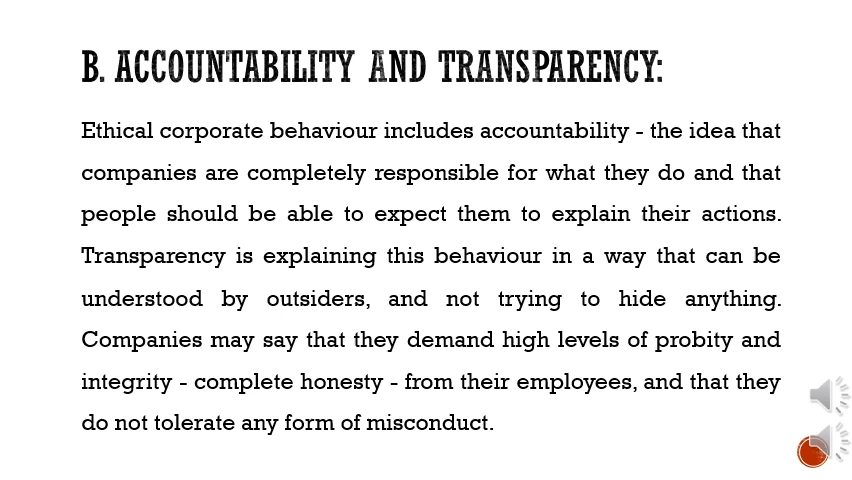 B. ACCOUNTABILITY AND TRANSPARENCY:
Ethical corporate behaviour includes accountability - the idea that
companies are completely responsible for what they do and that
people should be able to expect them to explain their actions.
Transparency is explaining this behaviour in a way that can be
understood by outsiders, and not trying to hide anything.
Companies may say that they demand high levels of probity and
integrity - complete honesty - from their employees, and that they
do not tolerate any form of misconduct.